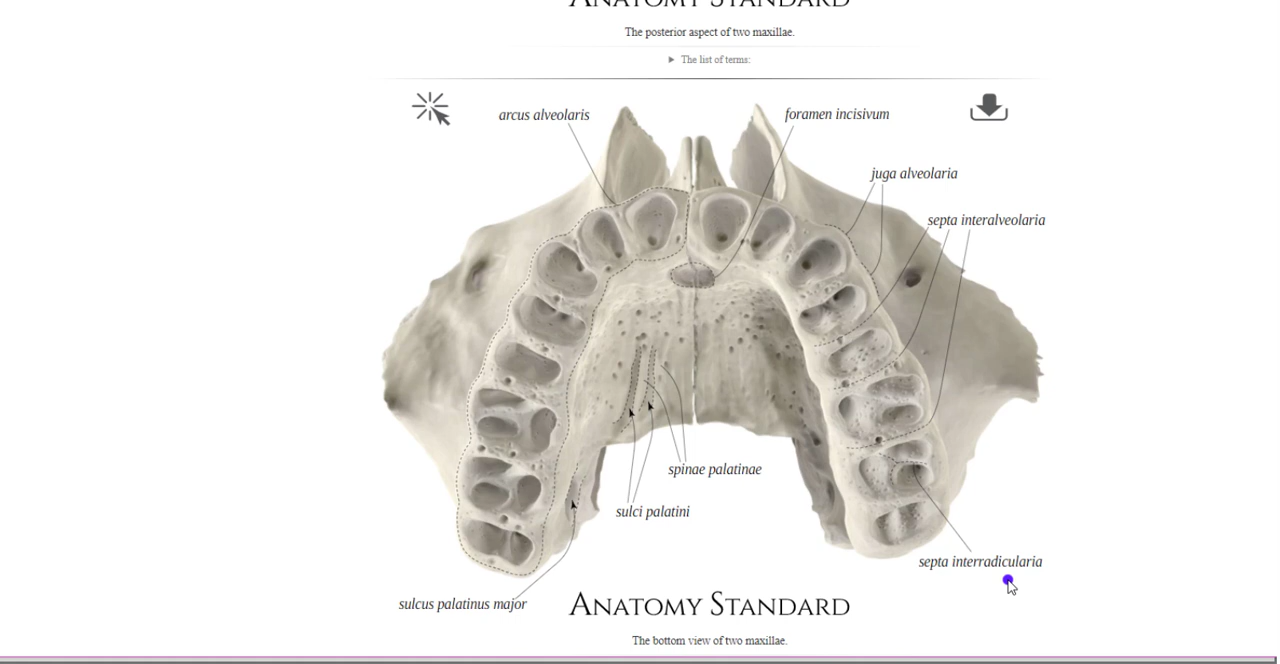 ANATOMY STANDARD
The posterior aspect of two maxillae.
The list of terms:
arcus alveolaris
foramen incisivum
juga alveolaria
septa interalveolaria
spinae palatinae
sulci palatini
septa interradicularia
sulcus palatinus major
ANATOMY STANDARD
The bottom view of two maxillae.